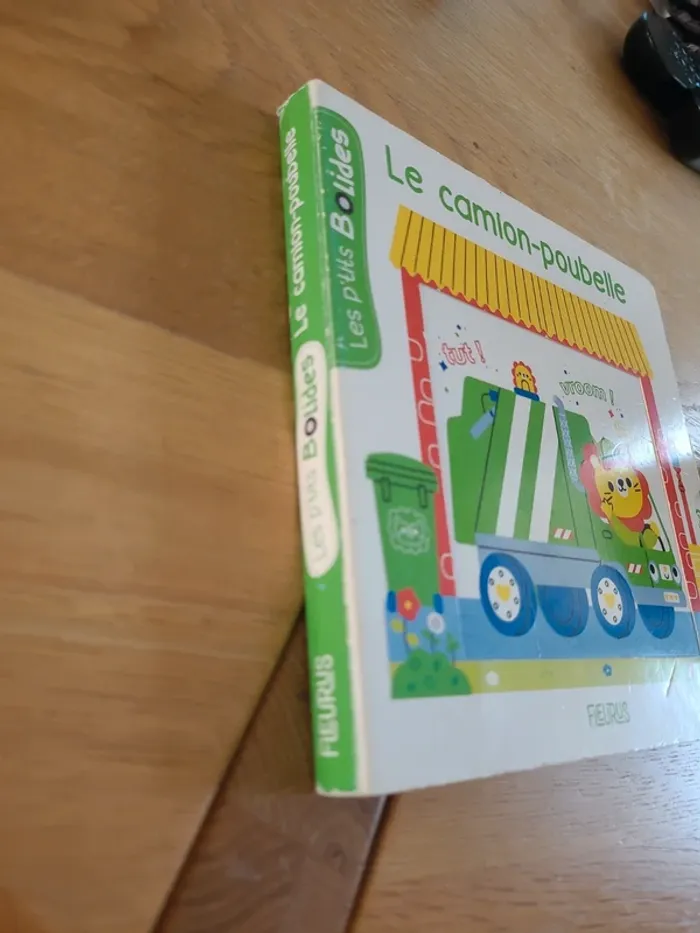 Le camion-poubelle
Les p'tits Bolides
tut !
vroom !
FLEURUS
Le camion-poubelle
Les p'tits Bolides
FLEURUS